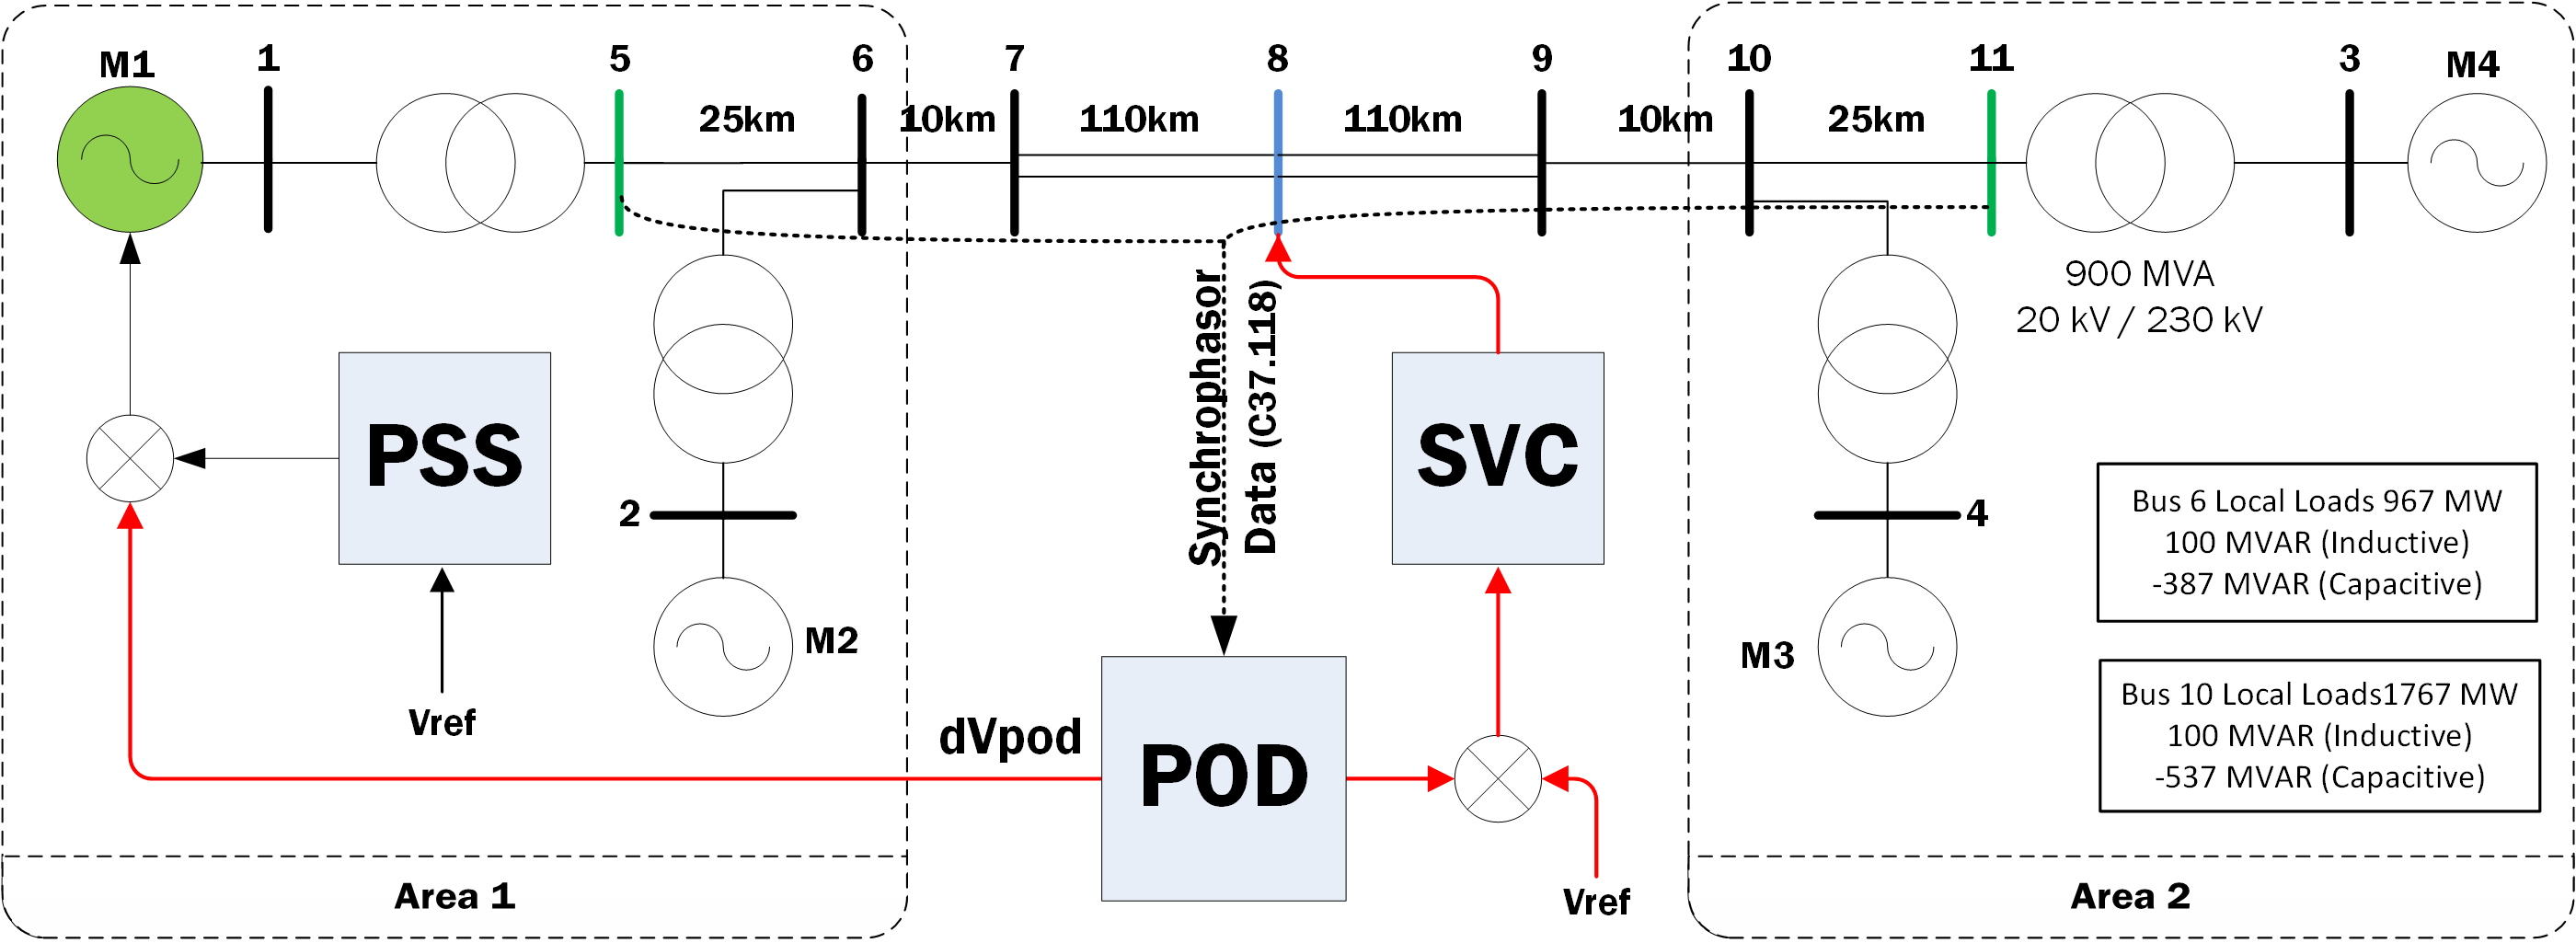 M1
1
5
6
7
8
9
10
11
3
M4
25km
10km
110km
110km
10km
25km
900 MVA
20 kV / 230 kV
Synchrophasor
Data (C37.118)
PSS
SVC
2
4
Bus 6 Local Loads 967 MW
100 MVAR (Inductive)
-387 MVAR (Capacitive)
M2
M3
Vref
Bus 10 Local Loads1767 MW
100 MVAR (Inductive)
-537 MVAR (Capacitive)
dVpod
POD
Vref
Area 1
Area 2